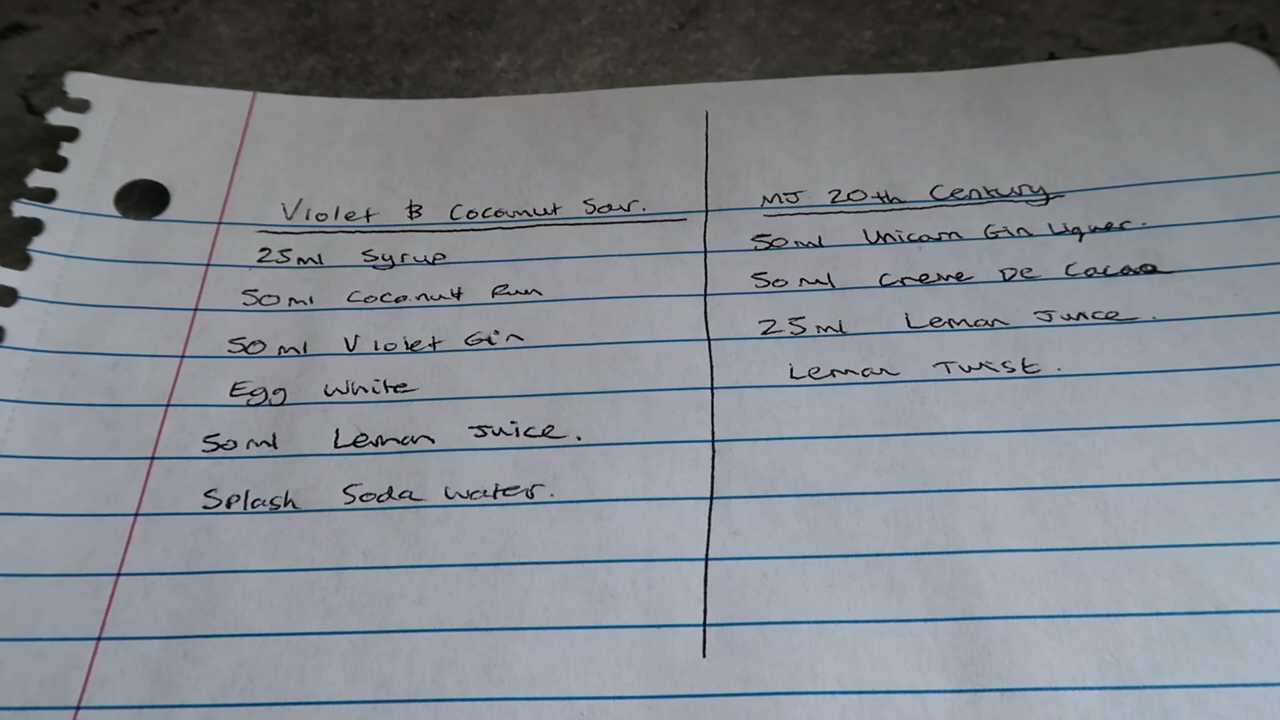 Violet & Coconut Sour.
25ml Syrup
50ml Coconut Rum
50ml Violet Gin
Egg White
50ml Lemon Juice.
Splash Soda Water.
MJ 20th Century
50ml Unicorn Gin Liquer.
50ml Creme De Cacao
25ml Lemon Juice.
Lemon Twist.